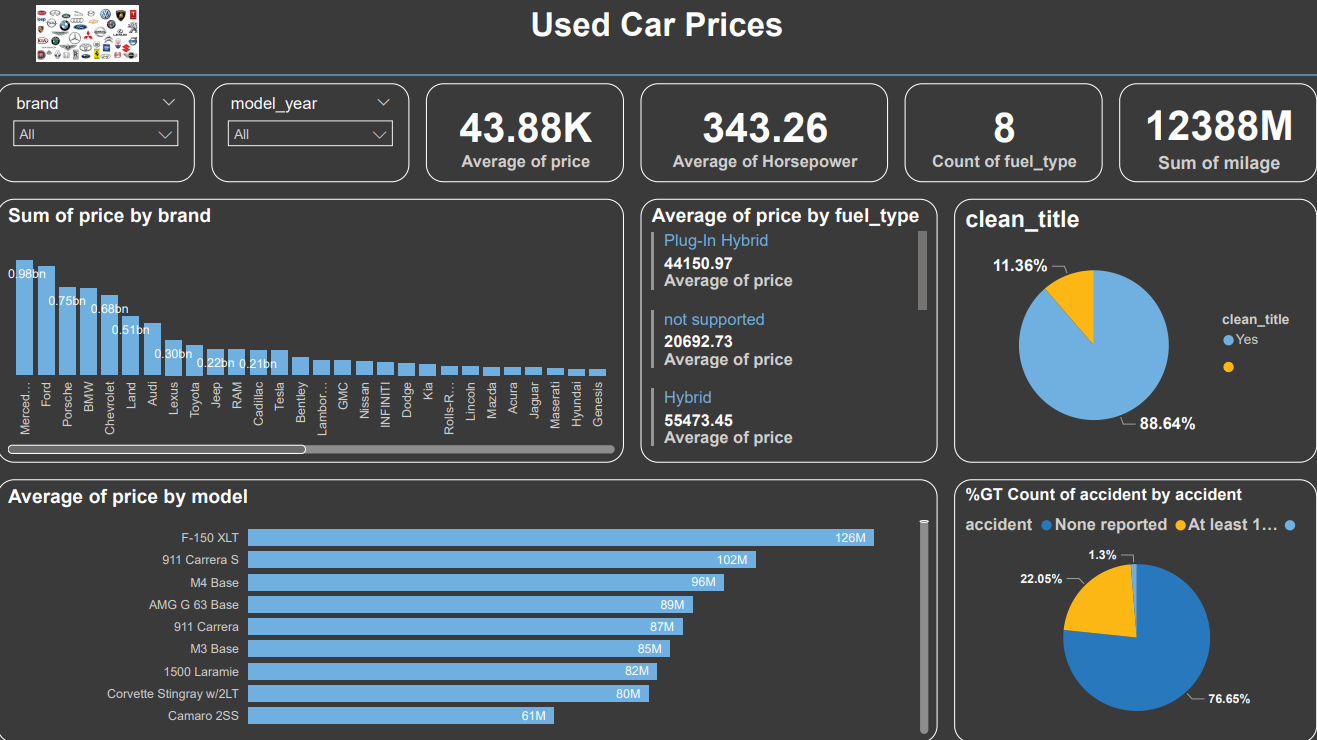 Used Car Prices
brand
All
model_year
All
43.88K
Average of price
343.26
Average of Horsepower
8
Count of fuel_type
12388M
Sum of milage
Sum of price by brand
0.98bn
0.75bn
0.68bn
0.51bn
0.30bn
0.22bn
0.21bn
Merced...
Ford
Porsche
BMW
Chevrolet
Land
Audi
Lexus
Toyota
Jeep
RAM
Cadillac
Tesla
Bentley
Lambor...
GMC
Nissan
INFINITI
Dodge
Kia
Rolls-R...
Lincoln
Mazda
Acura
Jaguar
Maserati
Hyundai
Genesis
Average of price by fuel_type
Plug-In Hybrid
44150.97
Average of price
not supported
20692.73
Average of price
Hybrid
55473.45
Average of price
clean_title
11.36%
88.64%
clean_title
Yes
Average of price by model
F-150 XLT 126M
911 Carrera S 102M
M4 Base 96M
AMG G 63 Base 89M
911 Carrera 87M
M3 Base 85M
1500 Laramie 82M
Corvette Stingray w/2LT 80M
Camaro 2SS 61M
%GT Count of accident by accident
accident None reported At least 1...
1.3%
22.05%
76.65%